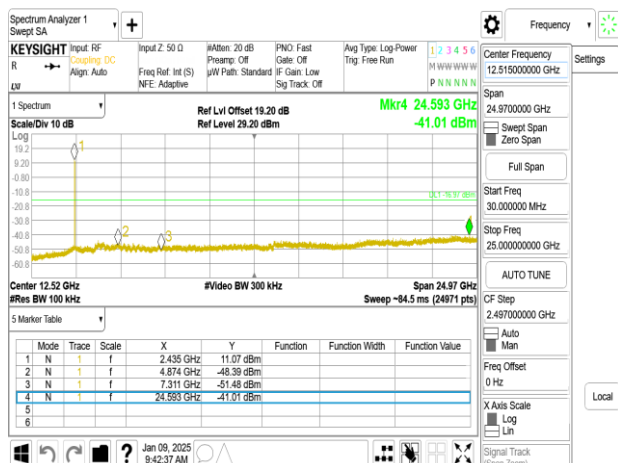 Spectrum Analyzer 1
Swept SA
+
Frequency
KEYSIGHT
R
Input: RF
Coupling: DC
Align: Auto
Input Z: 50 Ω
Freq Ref: Int (S)
NFE: Adaptive
#Atten: 20 dB
Preamp: Off
µW Path: Standard
PNO: Fast
Gate: Off
IF Gain: Low
Sig Track: Off
Avg Type: Log-Power
Trig: Free Run
1 2 3 4 5 6
M W W W W W
P N N N N N
Center Frequency
12.515000000 GHz
Settings
Span
24.9700000 GHz
Swept Span
Zero Span
Full Span
Start Freq
30.000000 MHz
Stop Freq
25.000000000 GHz
AUTO TUNE
CF Step
2.497000000 GHz
Auto
Man
Freq Offset
0 Hz
X Axis Scale
Log
Lin
Signal Track
(Span Zoom)
Local
1 Spectrum
Scale/Div 10 dB
Ref Lvl Offset 19.20 dB
Ref Level 29.20 dBm
Mkr4 24.593 GHz
-41.01 dBm
Log
19.2
9.20
-0.80
-10.8
-20.8
-30.8
-40.8
-50.8
-60.8
1
2
3
Center 12.52 GHz
#Res BW 100 kHz
#Video BW 300 kHz
Span 24.97 GHz
Sweep ~84.5 ms (24971 pts)
5 Marker Table
Mode Trace Scale X Y Function Function Width Function Value
1 N 1 f 2.435 GHz 11.07 dBm
2 N 1 f 4.874 GHz -48.39 dBm
3 N 1 f 7.311 GHz -51.48 dBm
4 N 1 f 24.593 GHz -41.01 dBm
5
6
?
Jan 09, 2025
9:42:37 AM